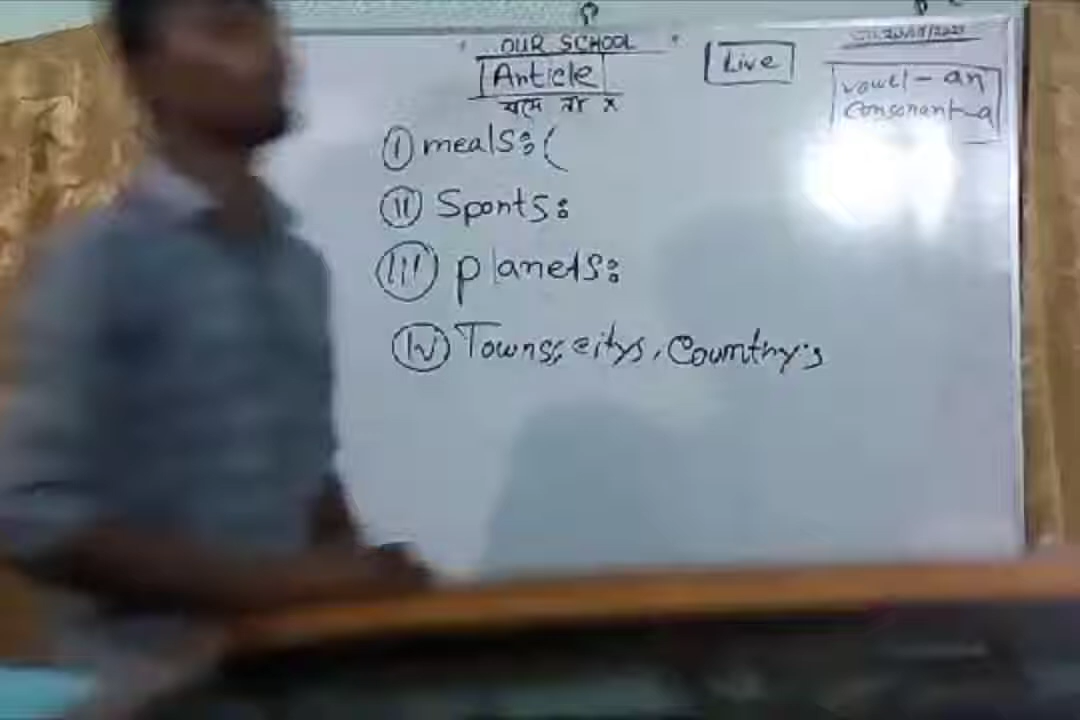 " OUR SCHOOL "
Live
Article
বসে না ×
vowel - an
Consonant - a
(i) meals: (
(ii) Sports:
(iii) planets:
(iv) Towns, citys, Country's